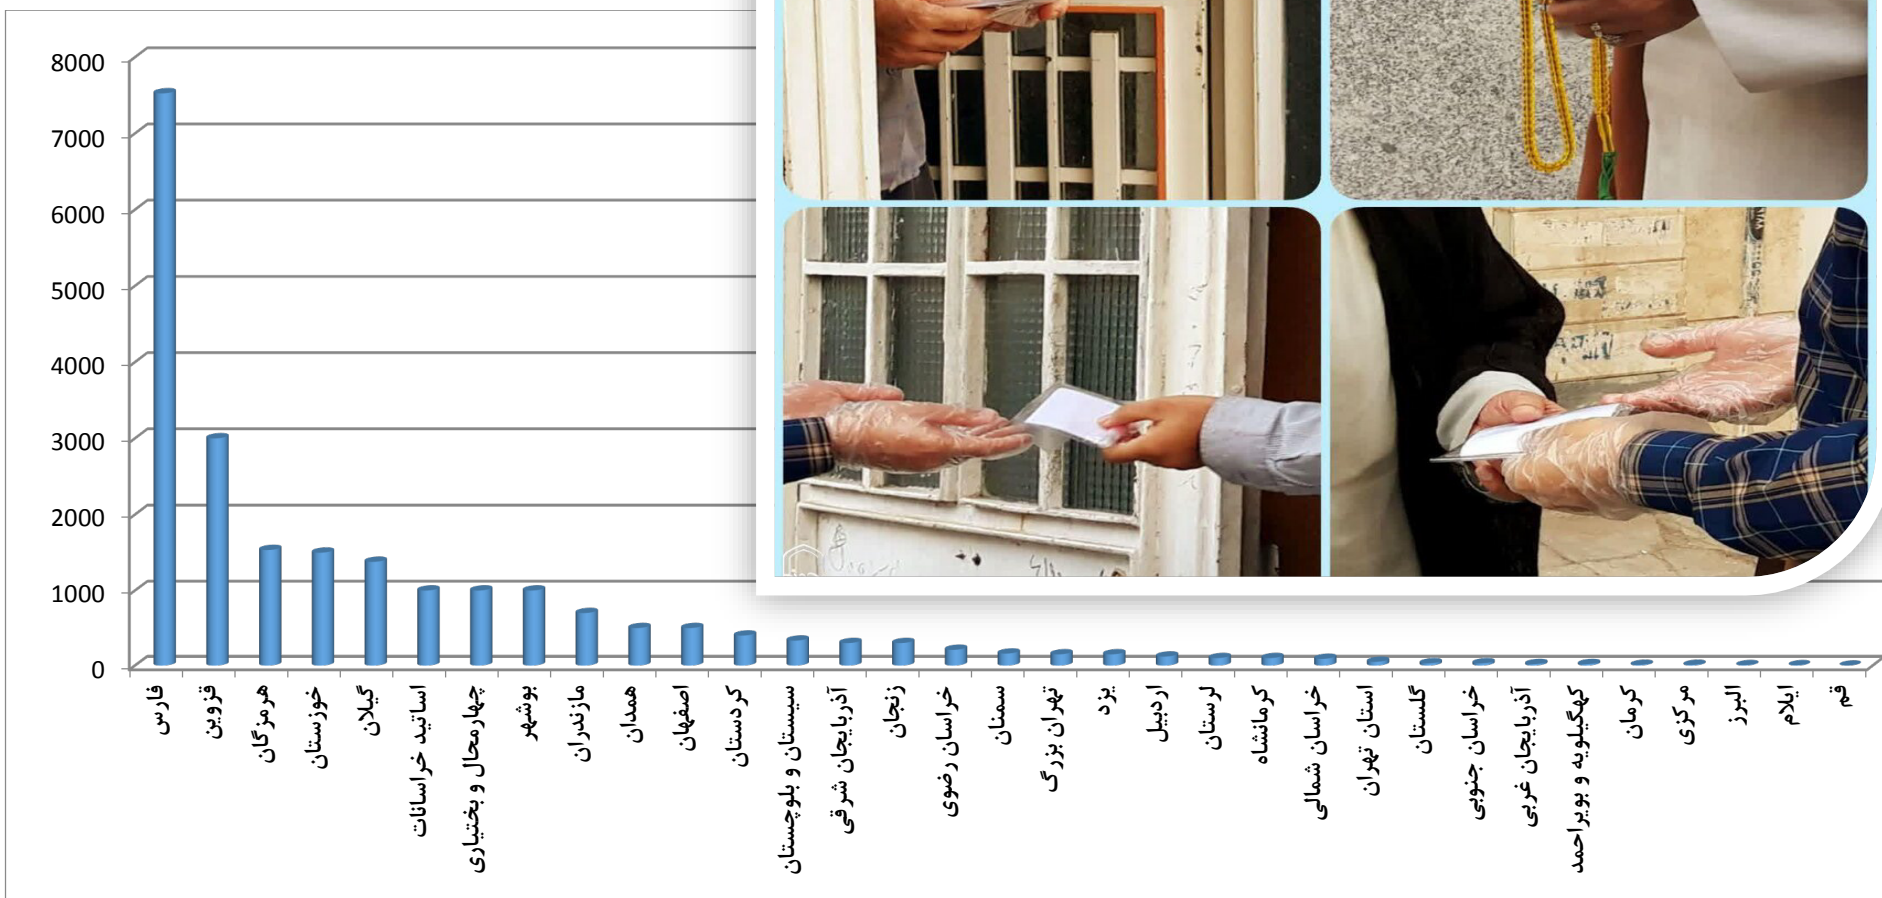 8000
7000
6000
5000
4000
3000
2000
1000
0
فارس
قزوین
هرمزگان
خوزستان
گیلان
اساتید خراسانات
چهارمحال و بختیاری
بوشهر
مازندران
همدان
اصفهان
کردستان
سیستان و بلوچستان
آذربایجان شرقی
زنجان
خراسان رضوی
سمنان
تهران بزرگ
یزد
اردبیل
لرستان
کرمانشاه
خراسان شمالی
استان تهران
گلستان
خراسان جنوبی
آذربایجان غربی
کهگیلویه و بویراحمد
کرمان
مرکزی
البرز
ایلام
قم